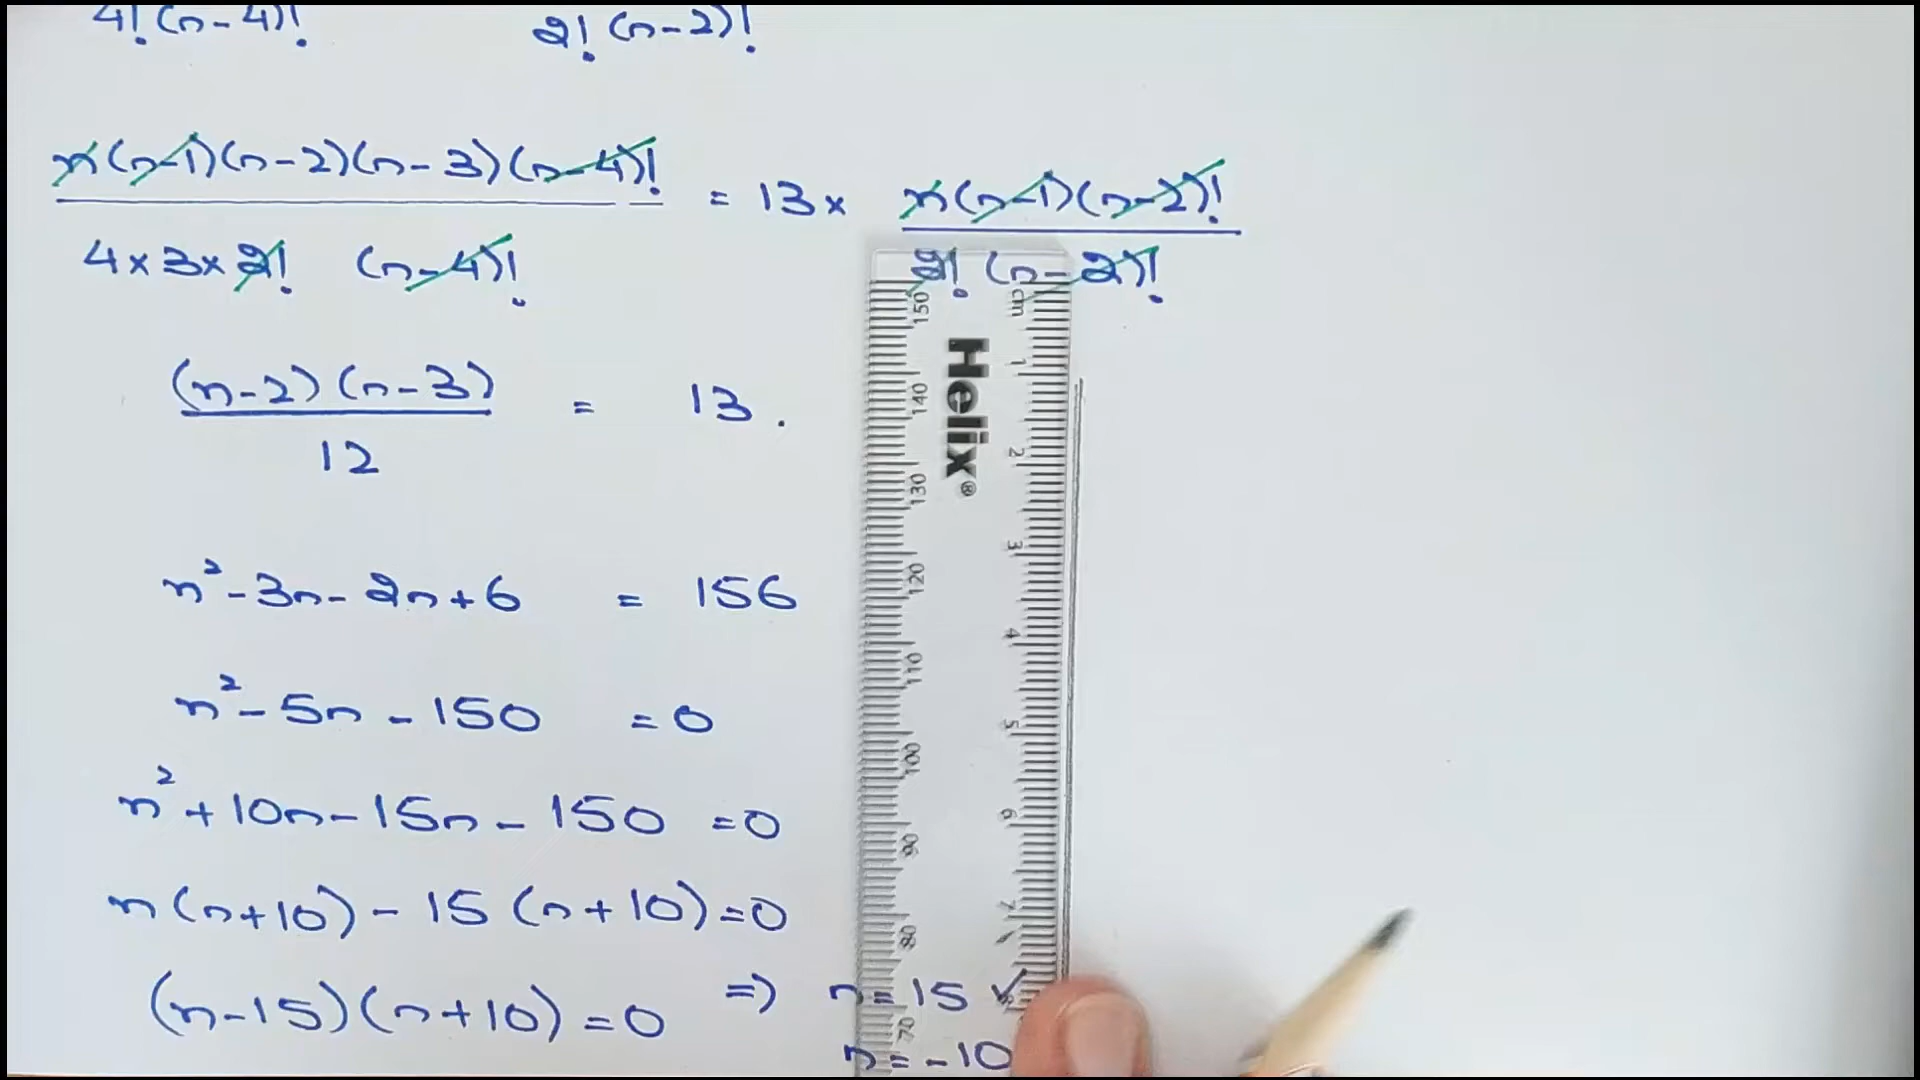 4!(n-4)! 2!(n-2)!
n(n-1)(n-2)(n-3)(n-4)! = 13× n(n-1)(n-2)!
4×3×2! (n-4)! 2! (n-2)!
(n-2)(n-3) = 13.
12
n²-3n-2n+6 = 156
n²-5n-150 =0
n²+10n-15n-150 =0
n(n+10)-15(n+10)=0
(n-15)(n+10)=0 => n=15 ✓
n=-10
Helix®
cm 1 2 3 4 5 6 7
150 140 130 120 110 100 90 80 70